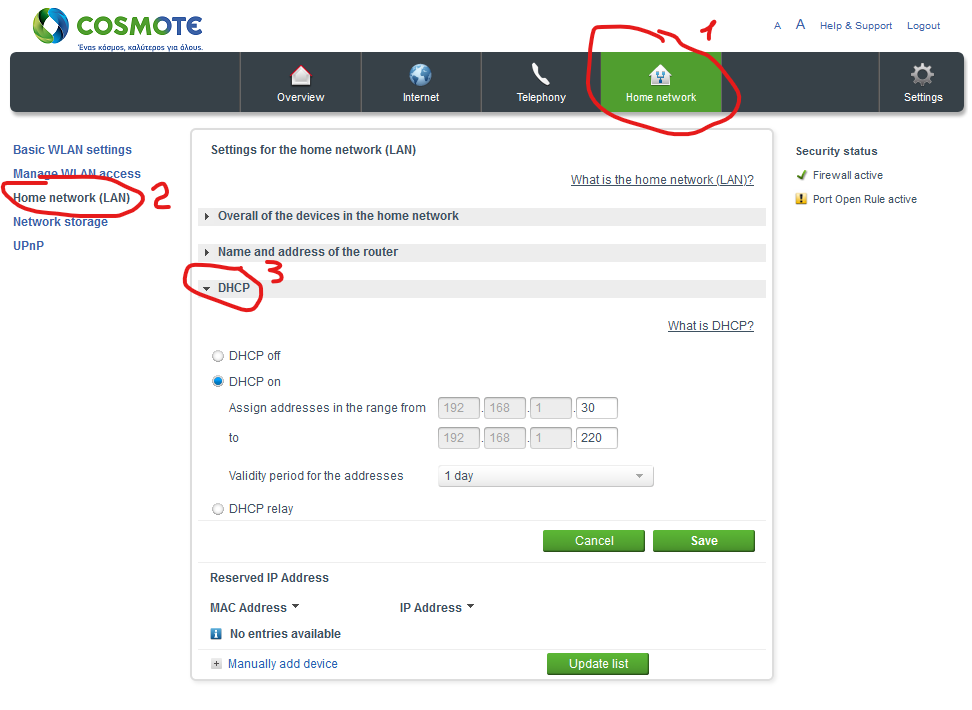 COSMOTE
Ένας κόσμος, καλύτερος για όλους.
A A Help & Support Logout
1
Overview
Internet
Telephony
Home network
Settings
Basic WLAN settings
Manage WLAN access
Home network (LAN)
2
Network storage
UPnP
Settings for the home network (LAN)
What is the home network (LAN)?
Overall of the devices in the home network
Name and address of the router
3
DHCP
What is DHCP?
DHCP off
DHCP on
Assign addresses in the range from 192 . 168 . 1 . 30
to 192 . 168 . 1 . 220
Validity period for the addresses 1 day
DHCP relay
Cancel Save
Reserved IP Address
MAC Address IP Address
No entries available
Manually add device Update list
Security status
Firewall active
Port Open Rule active